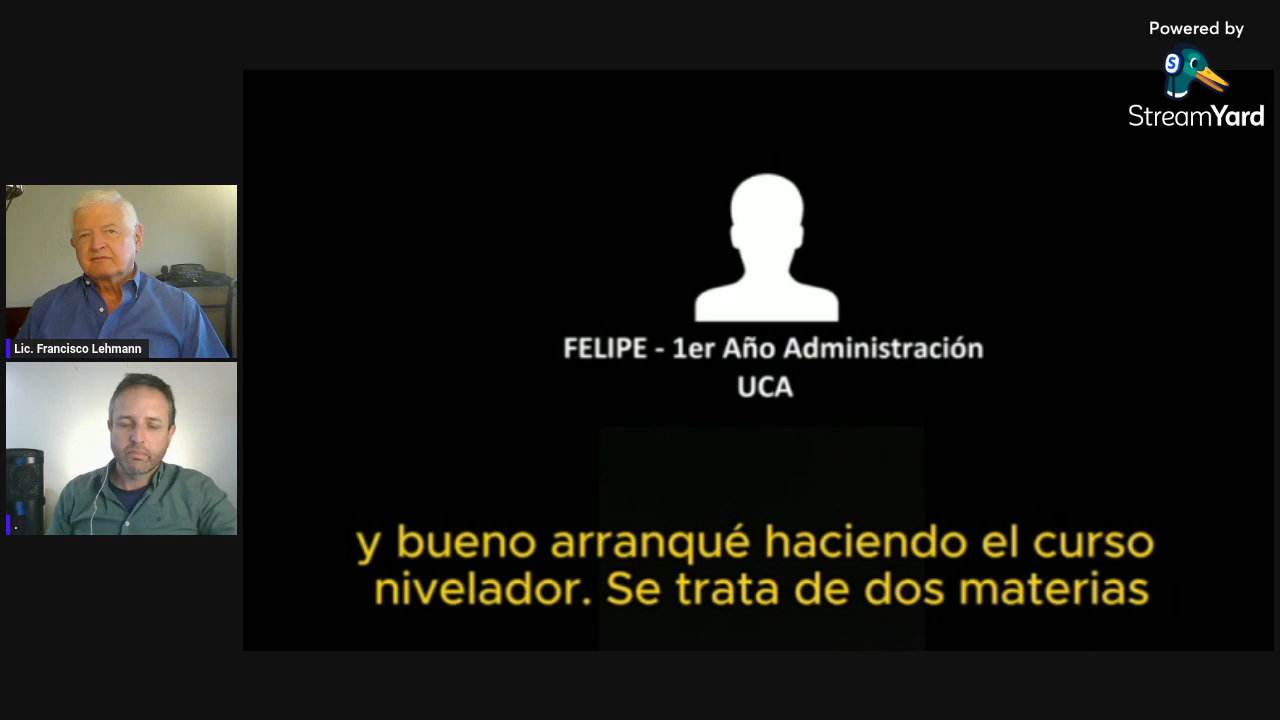 Powered by
S
StreamYard
Lic. Francisco Lehmann
.
FELIPE - 1er Año Administración
UCA
y bueno arranqué haciendo el curso
nivelador. Se trata de dos materias